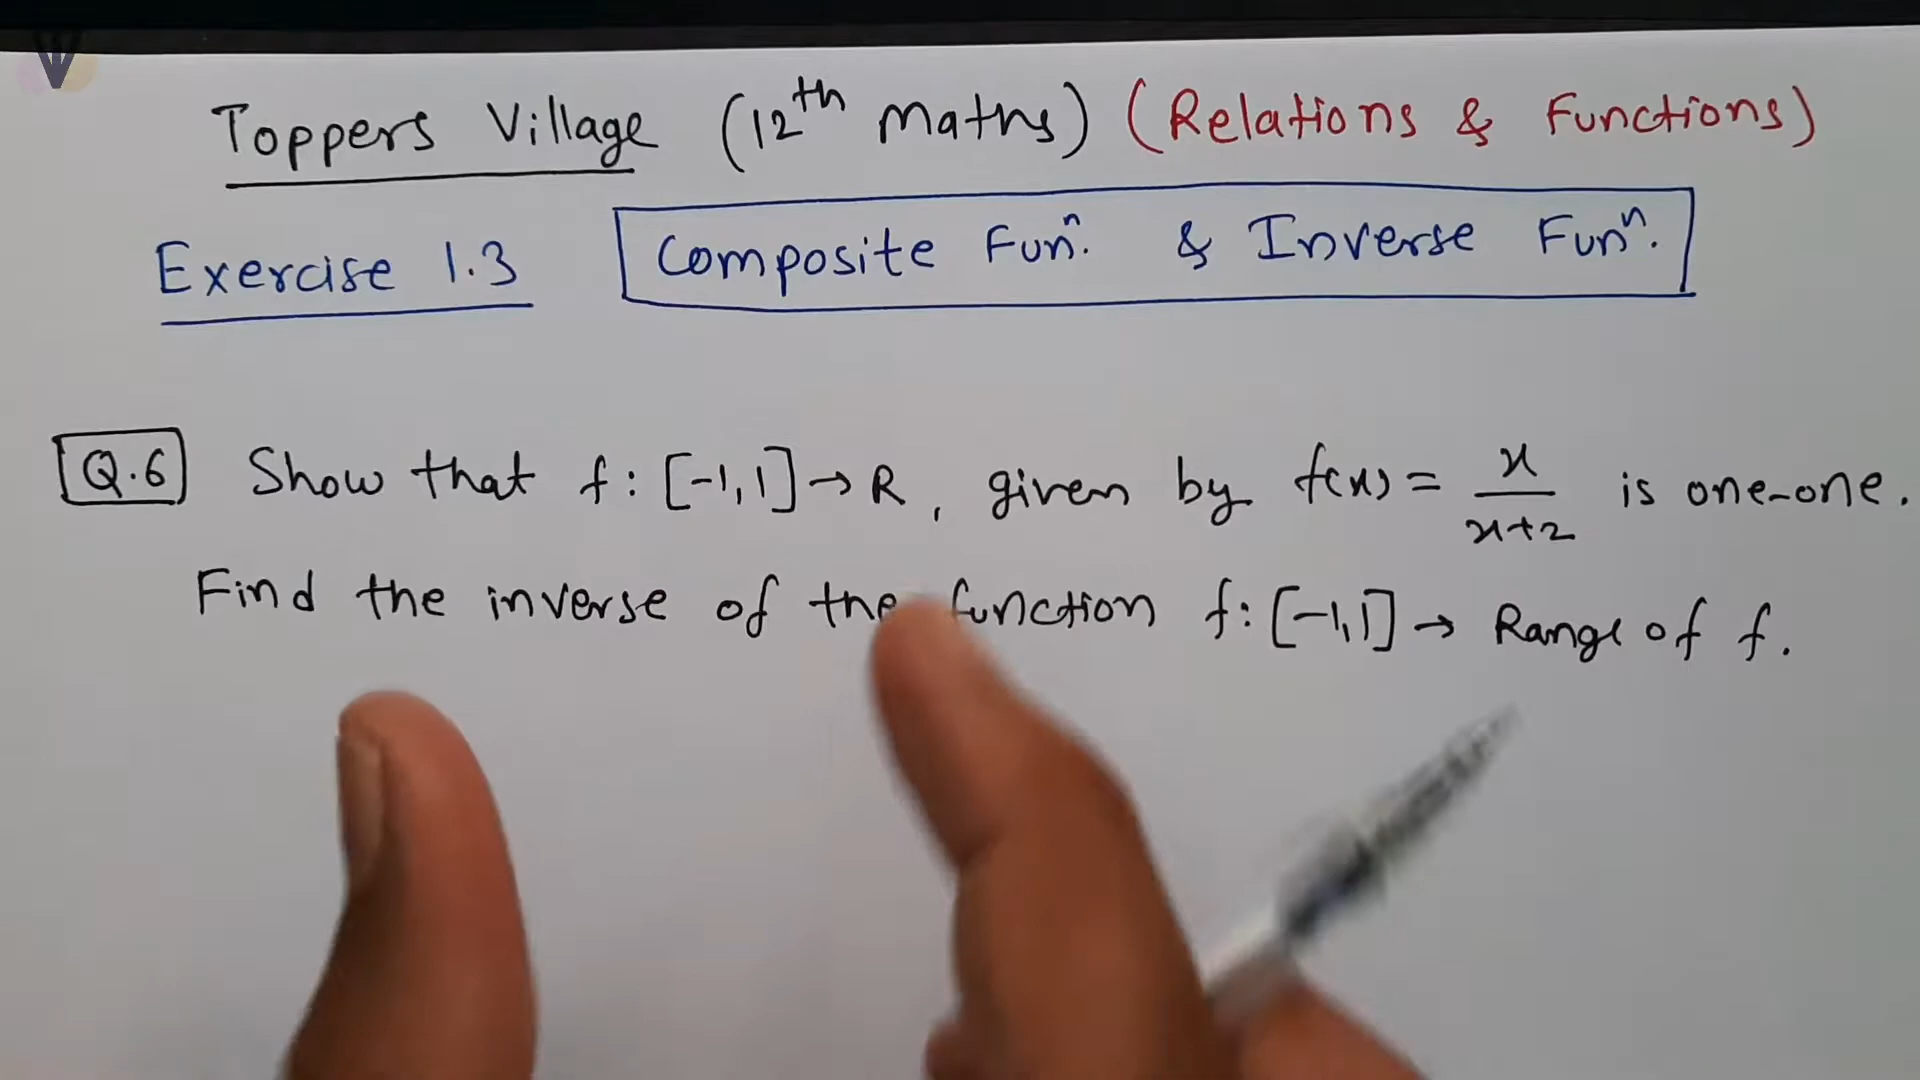 Toppers Village (12th Maths) (Relations & Functions)
Exercise 1.3 Composite Funn. & Inverse Funn.
Q.6 Show that f: [-1,1] → R, given by f(x) = x/x+2 is one-one.
Find the inverse of the function f: [-1,1] → Range of f.